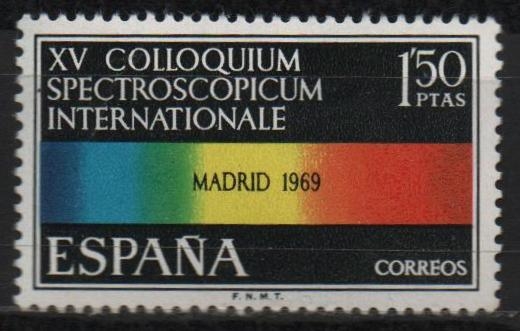 XV COLLOQUIUM
SPECTROSCOPICUM
INTERNATIONALE
1'50
PTAS
MADRID 1969
ESPAÑA
CORREOS
F.N.M.T.